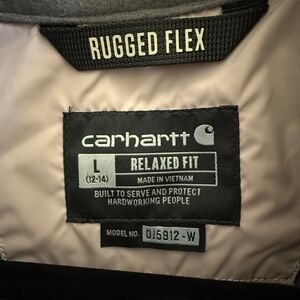 RUGGED FLEX
carhartt
L
(12-14)
RELAXED FIT
MADE IN VIETNAM
BUILT TO SERVE AND PROTECT
HARDWORKING PEOPLE
MODEL NO. OJ5912-W